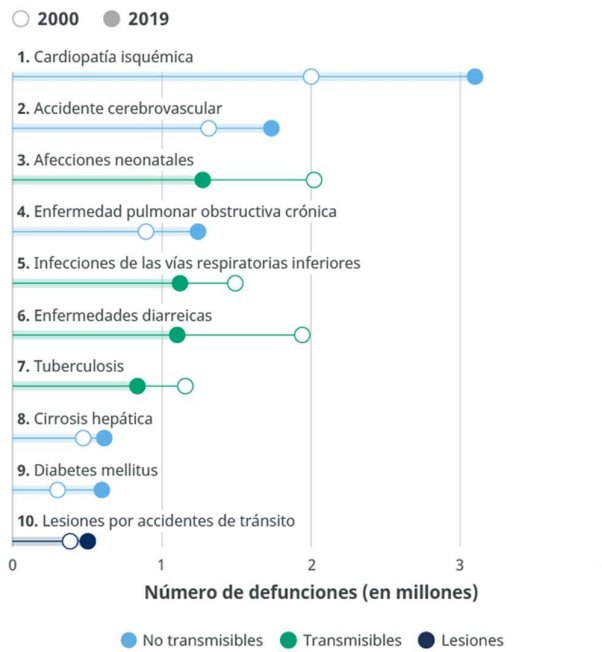 2000 2019
1. Cardiopatía isquémica
2. Accidente cerebrovascular
3. Afecciones neonatales
4. Enfermedad pulmonar obstructiva crónica
5. Infecciones de las vías respiratorias inferiores
6. Enfermedades diarreicas
7. Tuberculosis
8. Cirrosis hepática
9. Diabetes mellitus
10. Lesiones por accidentes de tránsito
0 1 2 3
Número de defunciones (en millones)
No transmisibles Transmisibles Lesiones